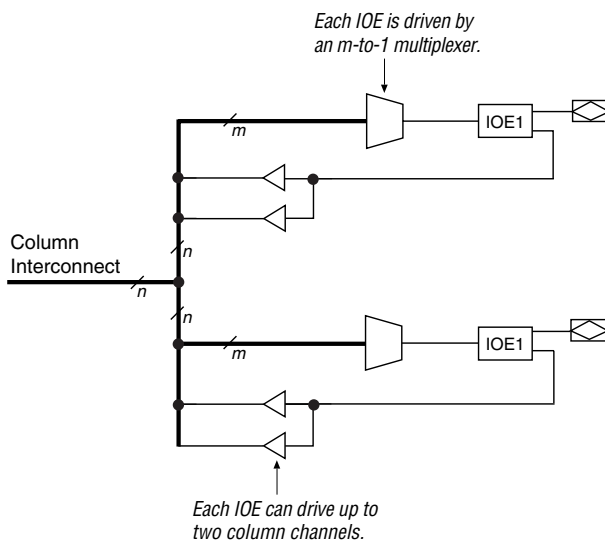 Each IOE is driven by
an m-to-1 multiplexer.
m
IOE1
Column
Interconnect
n
n
n
m
IOE1
Each IOE can drive up to
two column channels.